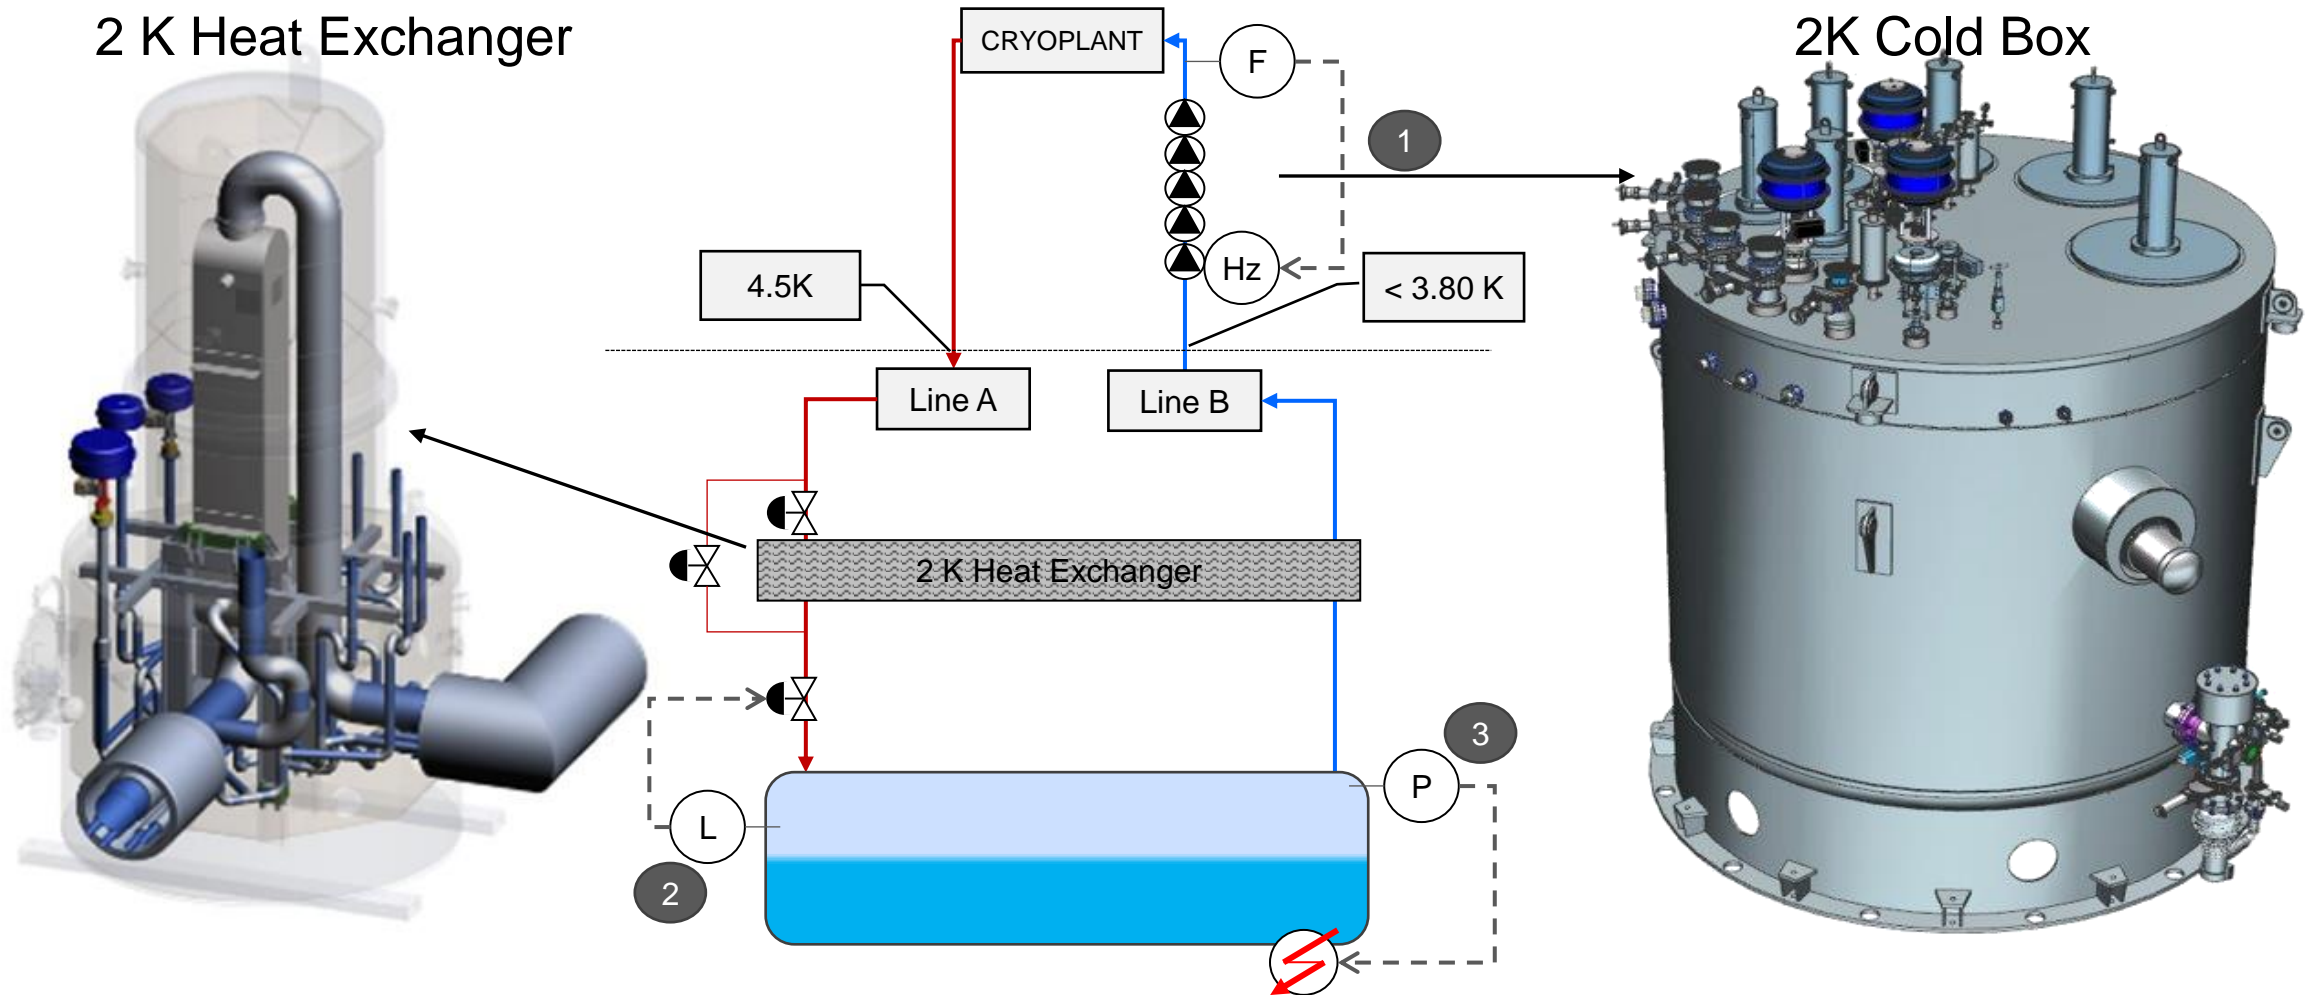 2 K Heat Exchanger
CRYOPLANT
F
2K Cold Box
1
4.5K
Hz
< 3.80 K
Line A
Line B
2 K Heat Exchanger
3
P
L
2